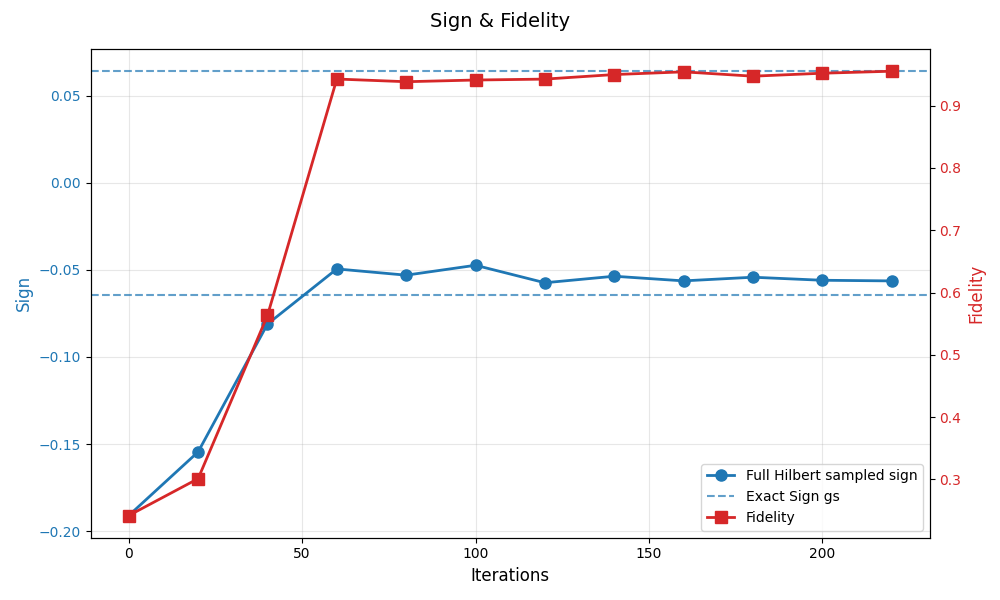 Sign & Fidelity
Sign
0.05
0.00
−0.05
−0.10
−0.15
−0.20
0.9
0.8
0.7
0.6
0.5
0.4
0.3
Fidelity
Full Hilbert sampled sign
Exact Sign gs
Fidelity
0
50
100
150
200
Iterations